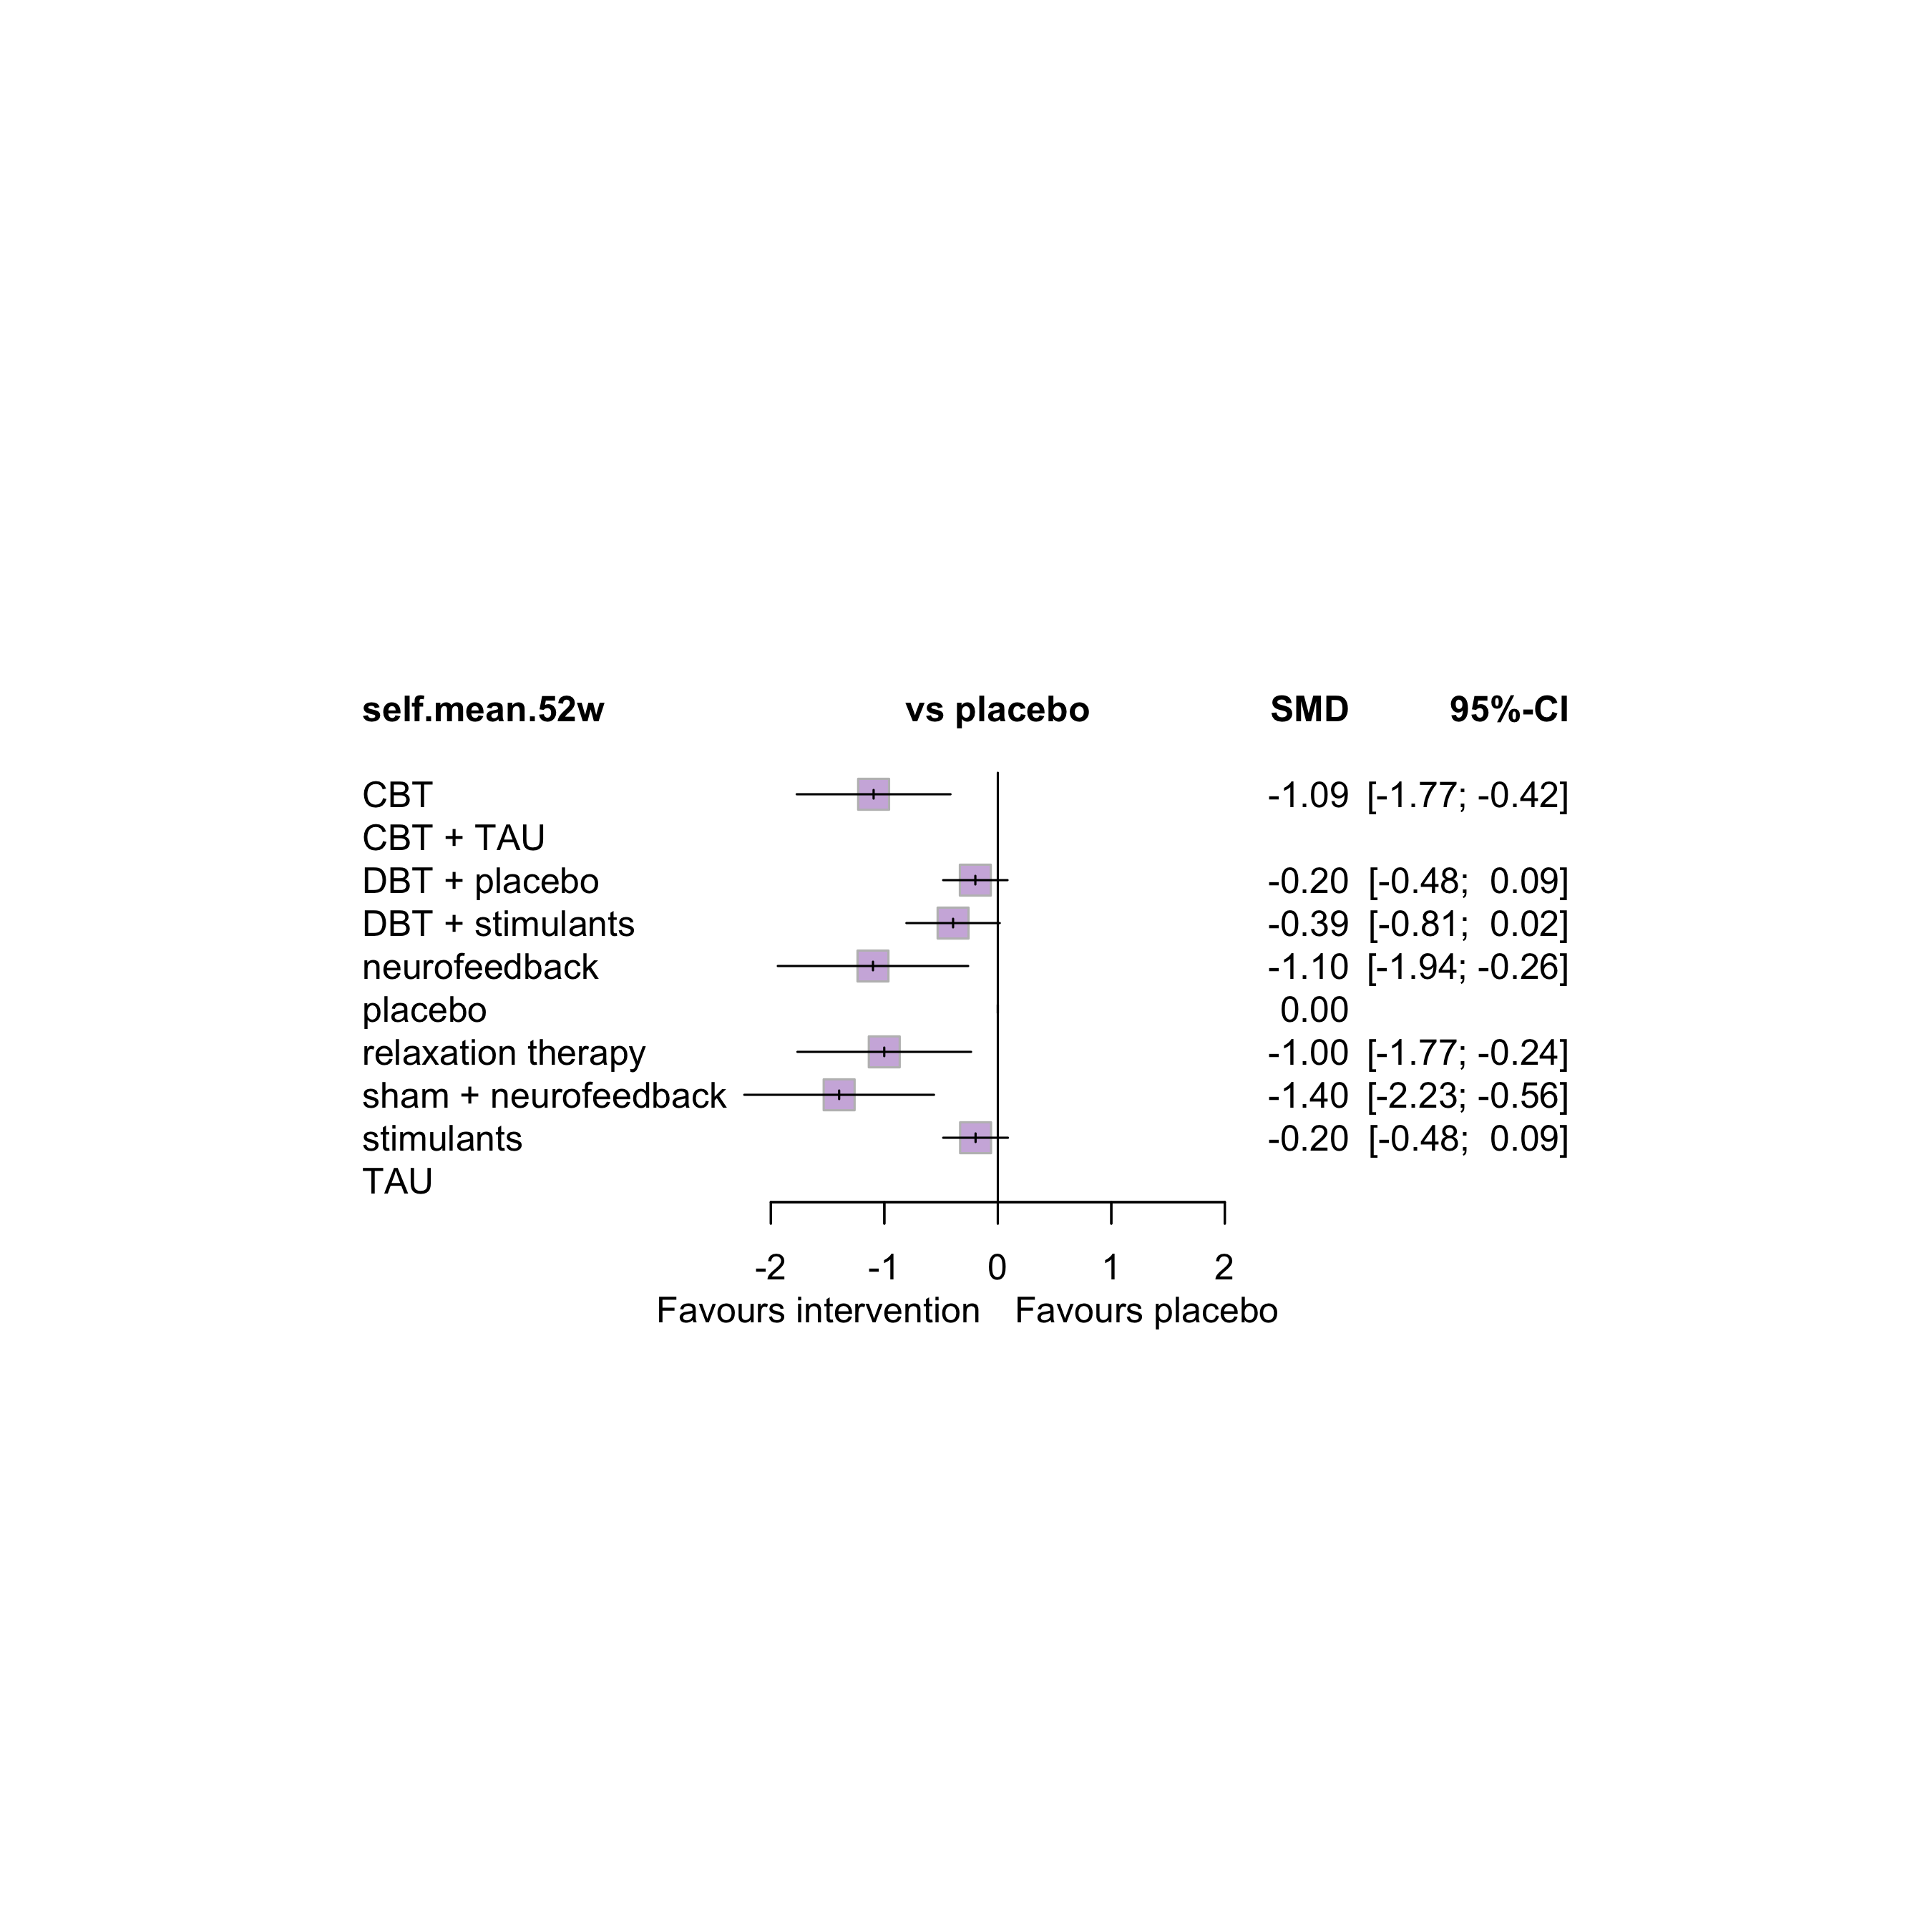 self.mean.52w vs placebo SMD 95%-CI
CBT -1.09 [-1.77; -0.42]
CBT + TAU
DBT + placebo -0.20 [-0.48; 0.09]
DBT + stimulants -0.39 [-0.81; 0.02]
neurofeedback -1.10 [-1.94; -0.26]
placebo 0.00
relaxation therapy -1.00 [-1.77; -0.24]
sham + neurofeedback -1.40 [-2.23; -0.56]
stimulants -0.20 [-0.48; 0.09]
TAU
-2 -1 0 1 2
Favours intervention Favours placebo